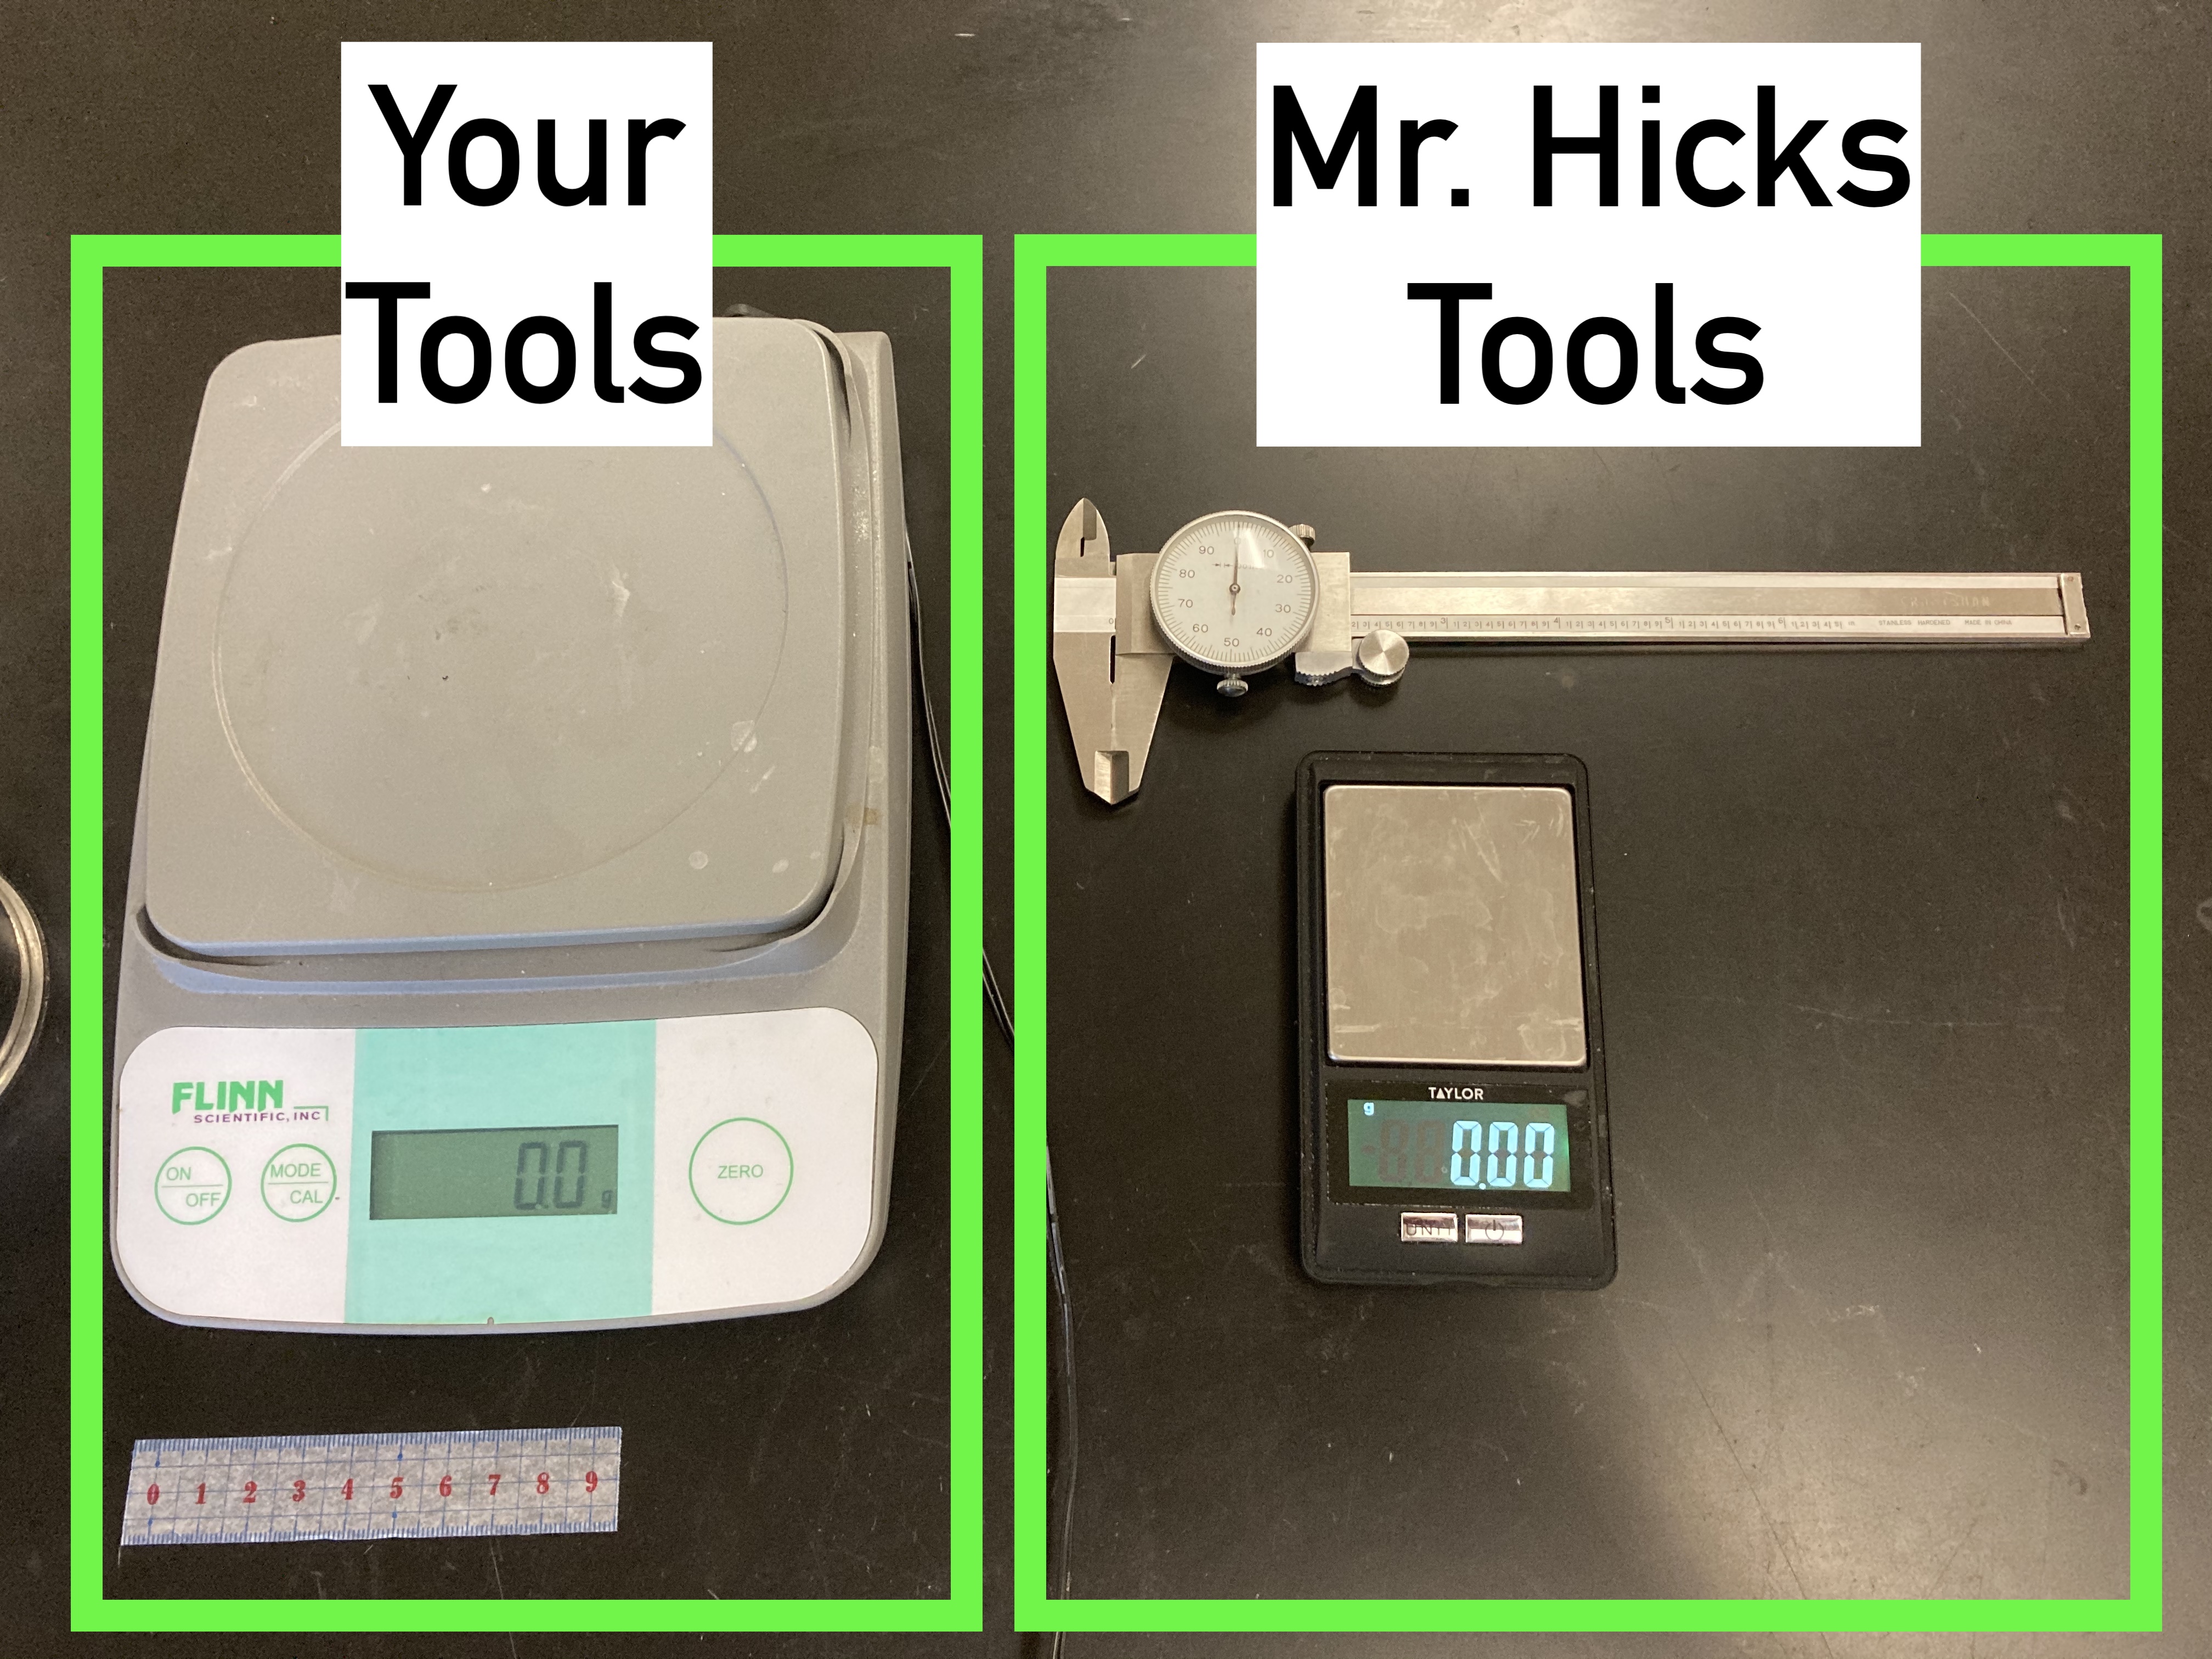 Your
Tools
Mr. Hicks
Tools
90
0
10
80
20
70
30
60
40
50
STAINLESS HARDENED MADE IN CHINA
FLINN
SCIENTIFIC, INC
ON
OFF
MODE
CAL
0.0 g
ZERO
TAYLOR
g
0.00
UNIT
0 1 2 3 4 5 6 7 8 9